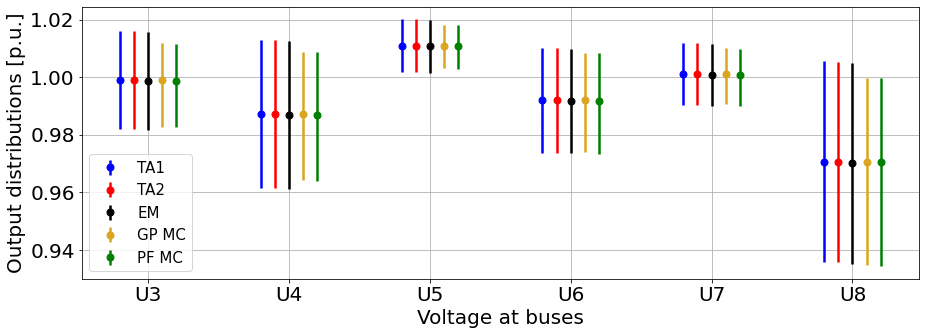 Output distributions [p.u.]
1.02
1.00
0.98
0.96
0.94
TA1
TA2
EM
GP MC
PF MC
U3 U4 U5 U6 U7 U8
Voltage at buses